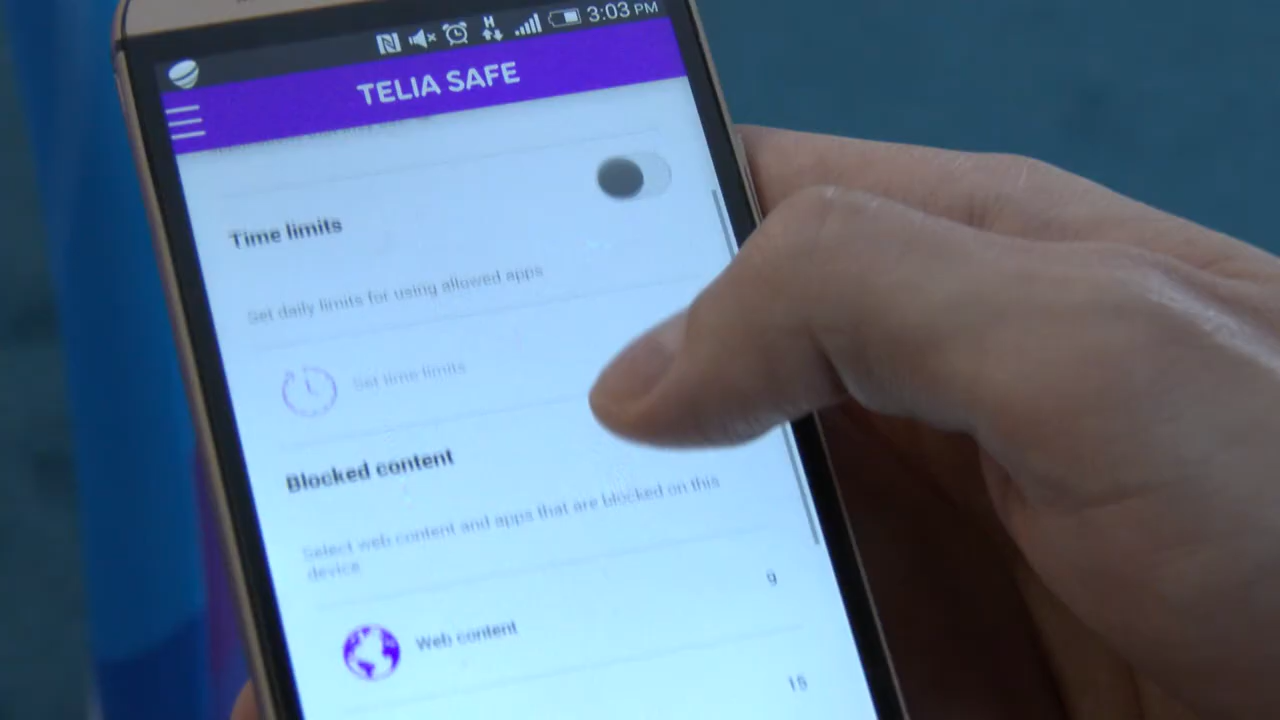 3:03 PM
TELIA SAFE
Time limits
Set daily limits for using allowed apps
Set time limits
Blocked content
Select web content and apps that are blocked on this
device
9
Web content
15